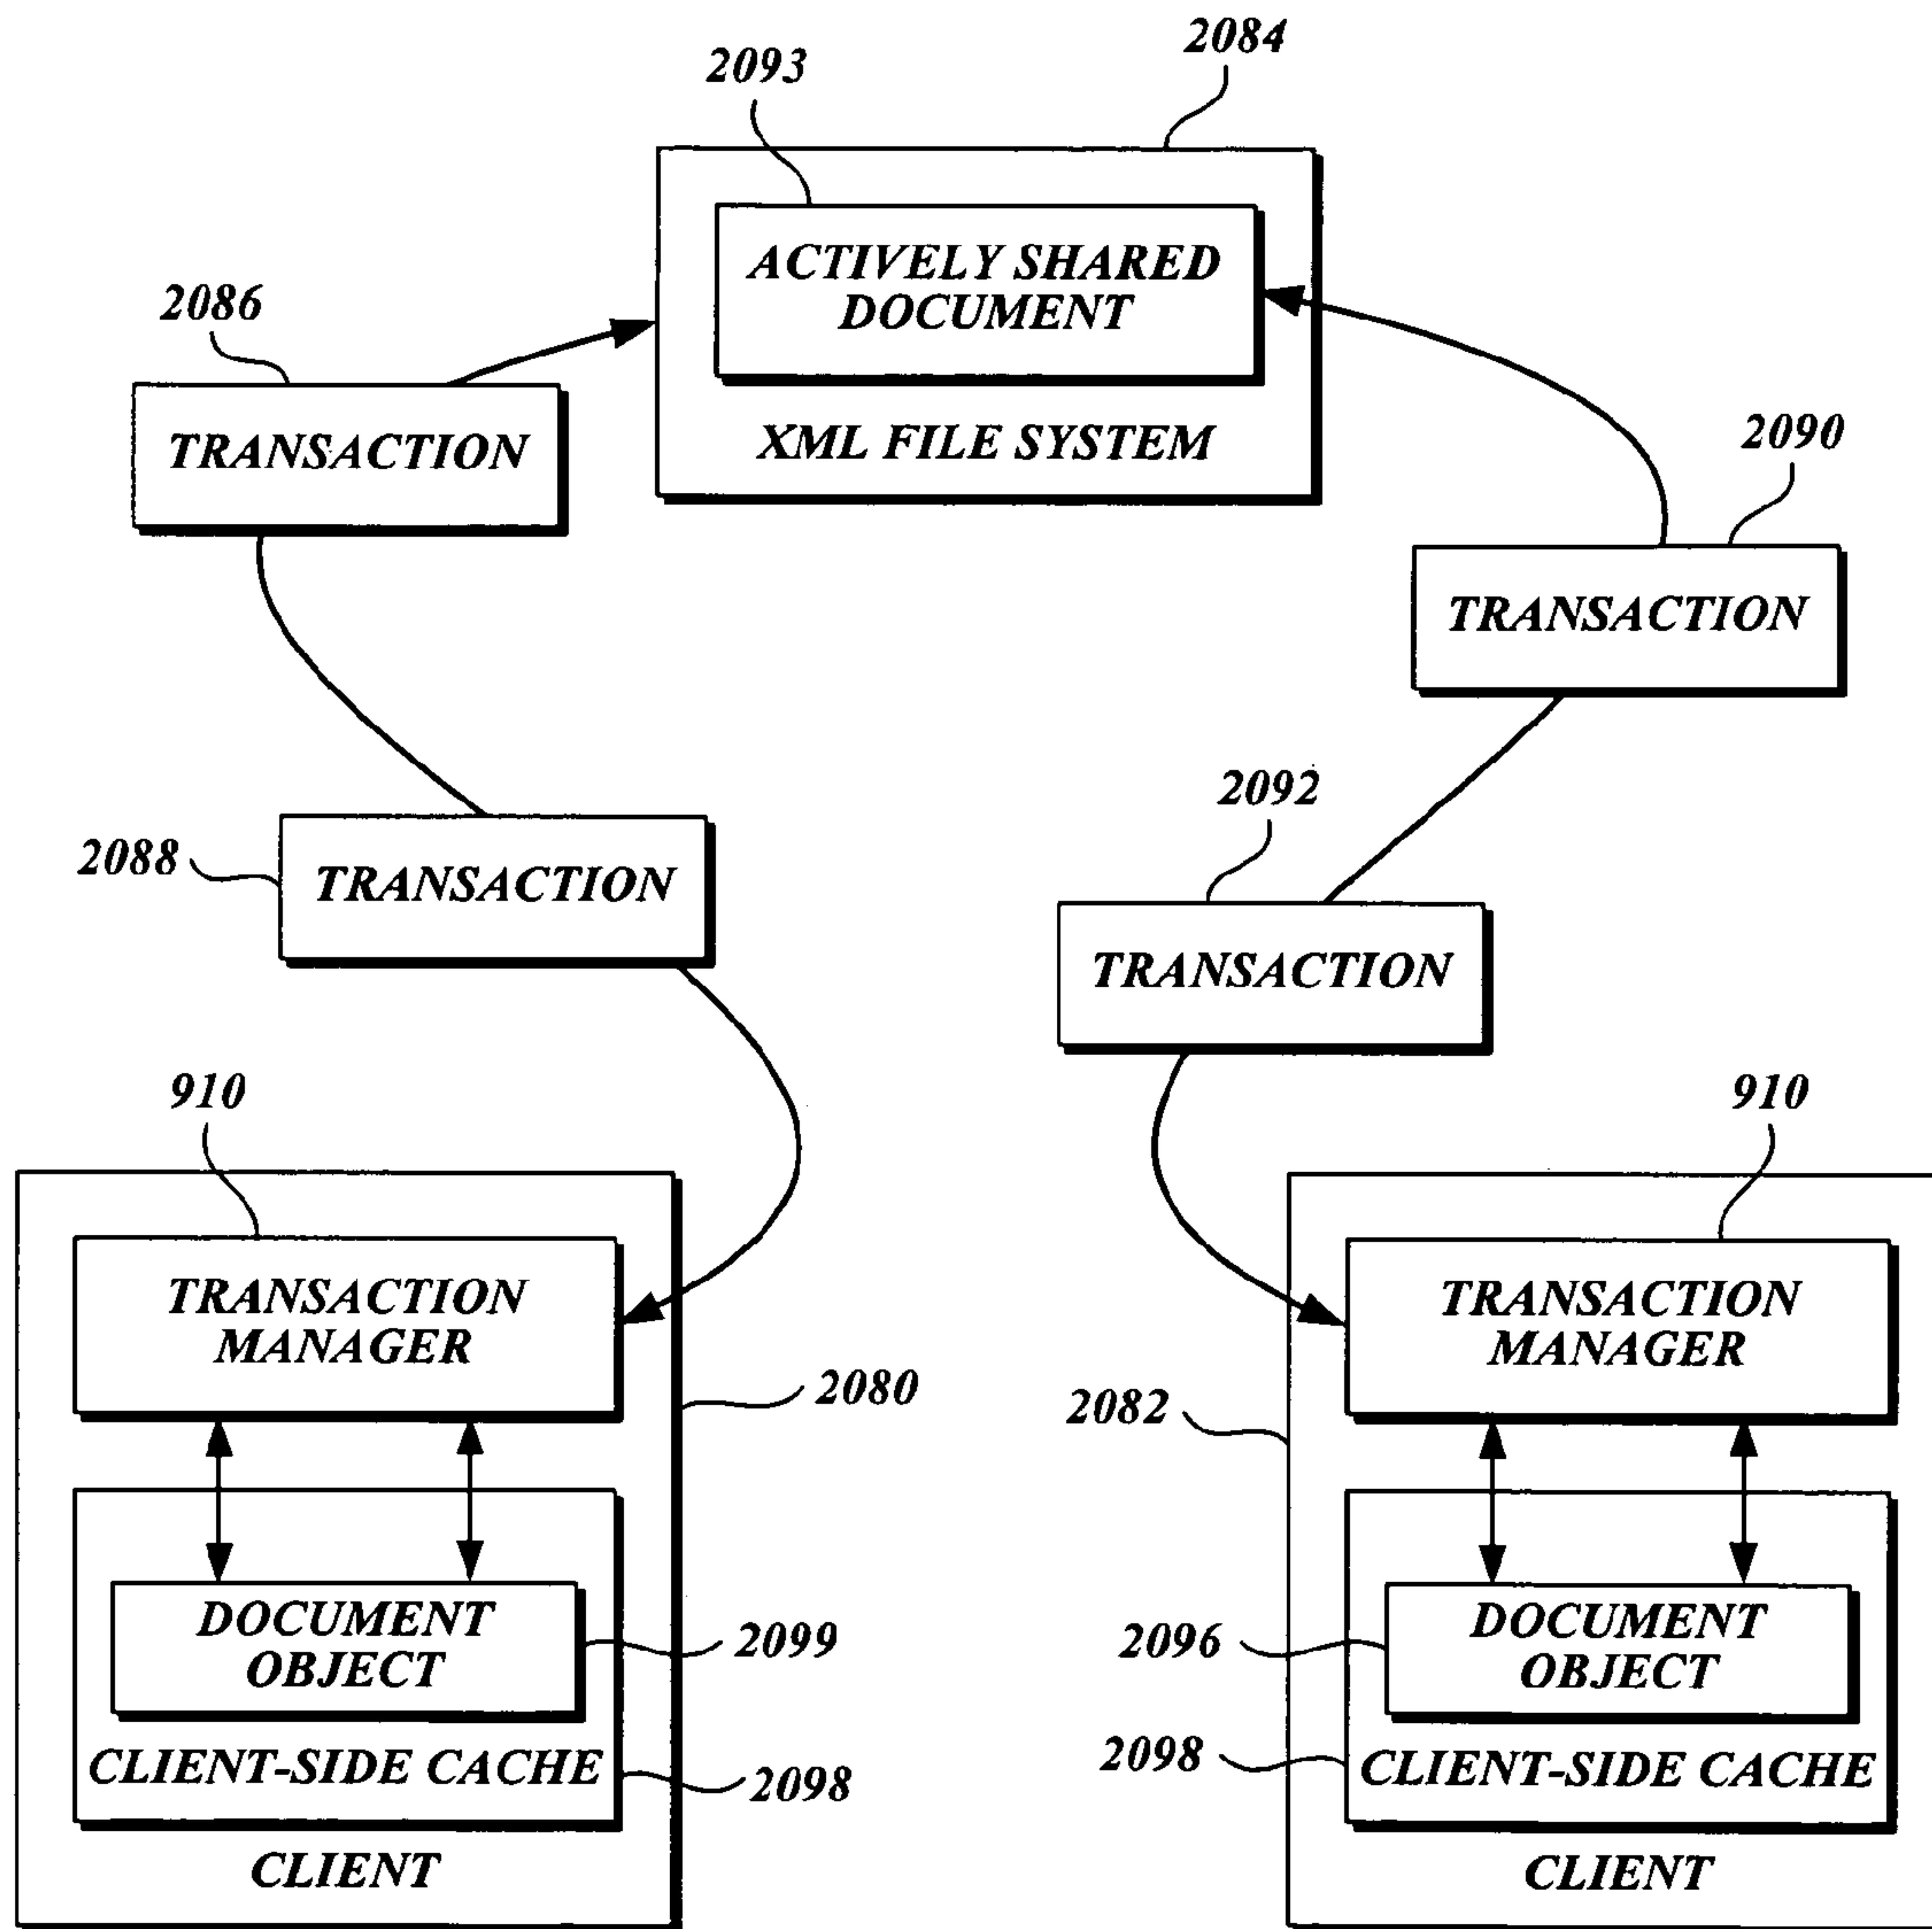 2084
2093
ACTIVELY SHARED
DOCUMENT
XML FILE SYSTEM
2086
TRANSACTION
2090
TRANSACTION
2088
TRANSACTION
2092
TRANSACTION
910
TRANSACTION
MANAGER
2080
DOCUMENT
OBJECT
2099
CLIENT-SIDE CACHE
2098
CLIENT
910
TRANSACTION
MANAGER
2082
DOCUMENT
OBJECT
2096
CLIENT-SIDE CACHE
2098
CLIENT